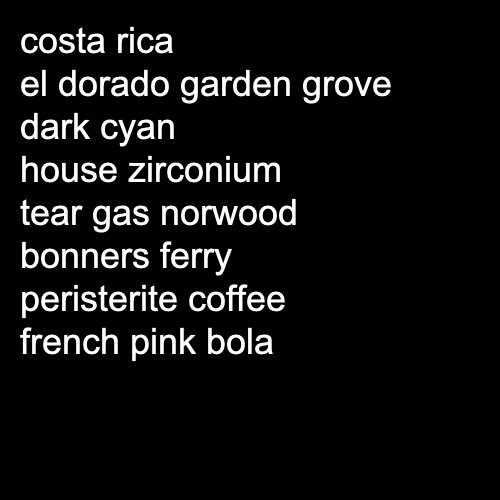 costa rica
el dorado garden grove
dark cyan
house zirconium
tear gas norwood
bonners ferry
peristerite coffee
french pink bola